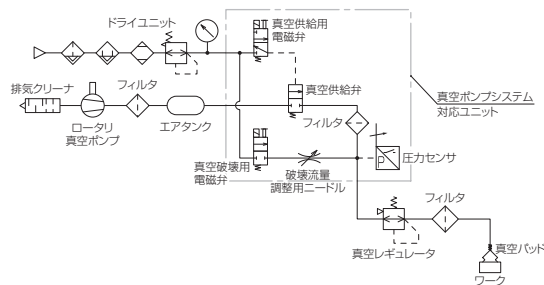 ドライユニット
真空供給用
電磁弁
排気クリーナ
フィルタ
真空供給弁
真空ポンプシステム
対応ユニット
ロータリ
真空ポンプ
エアタンク
フィルタ
真空破壊用
電磁弁
破壊流量
調整用ニードル
P
圧力センサ
フィルタ
真空レギュレータ
真空パッド
ワーク